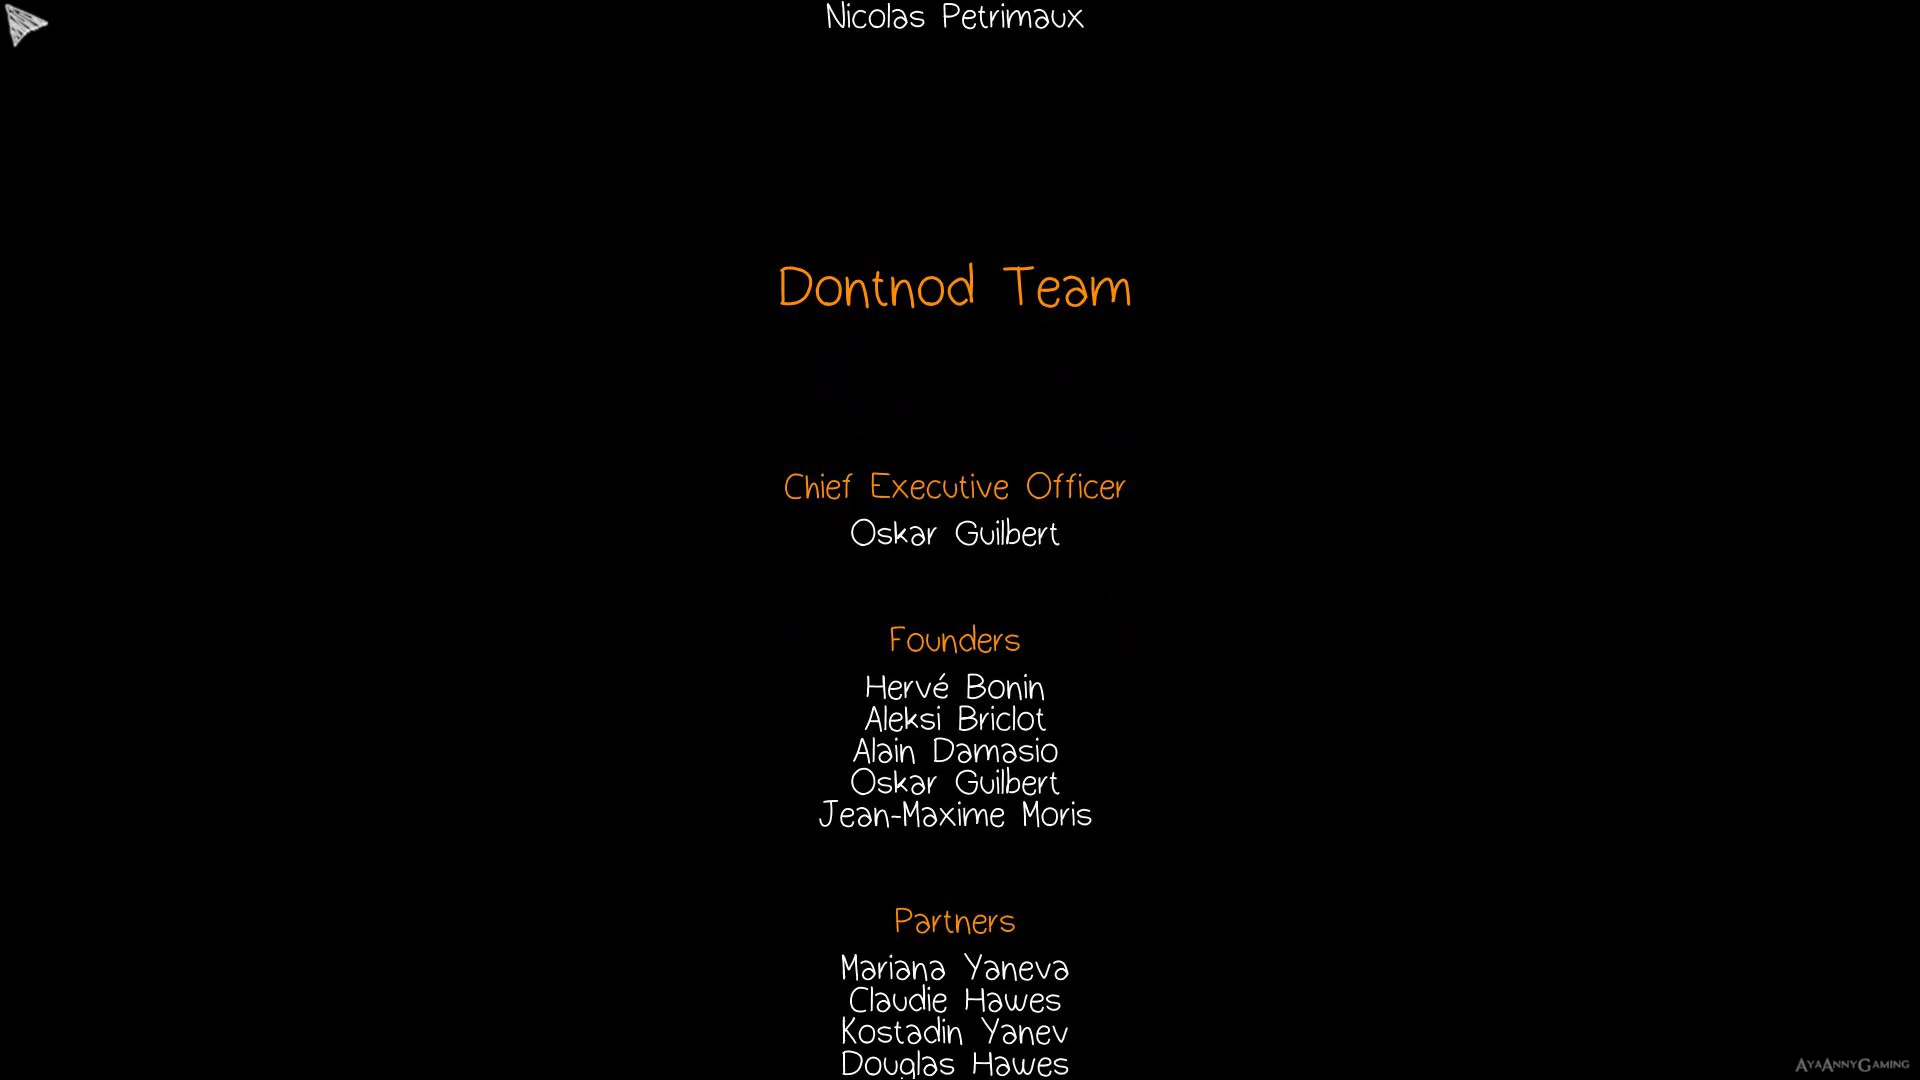 Nicolas Petrimaux
Dontnod Team
Chief Executive Officer
Oskar Guilbert
Founders
Hervé Bonin
Aleksi Briclot
Alain Damasio
Oskar Guilbert
Jean-Maxime Moris
Partners
Mariana Yaneva
Claudie Hawes
Kostadin Yanev
Douglas Hawes
AyaAnnyGaming